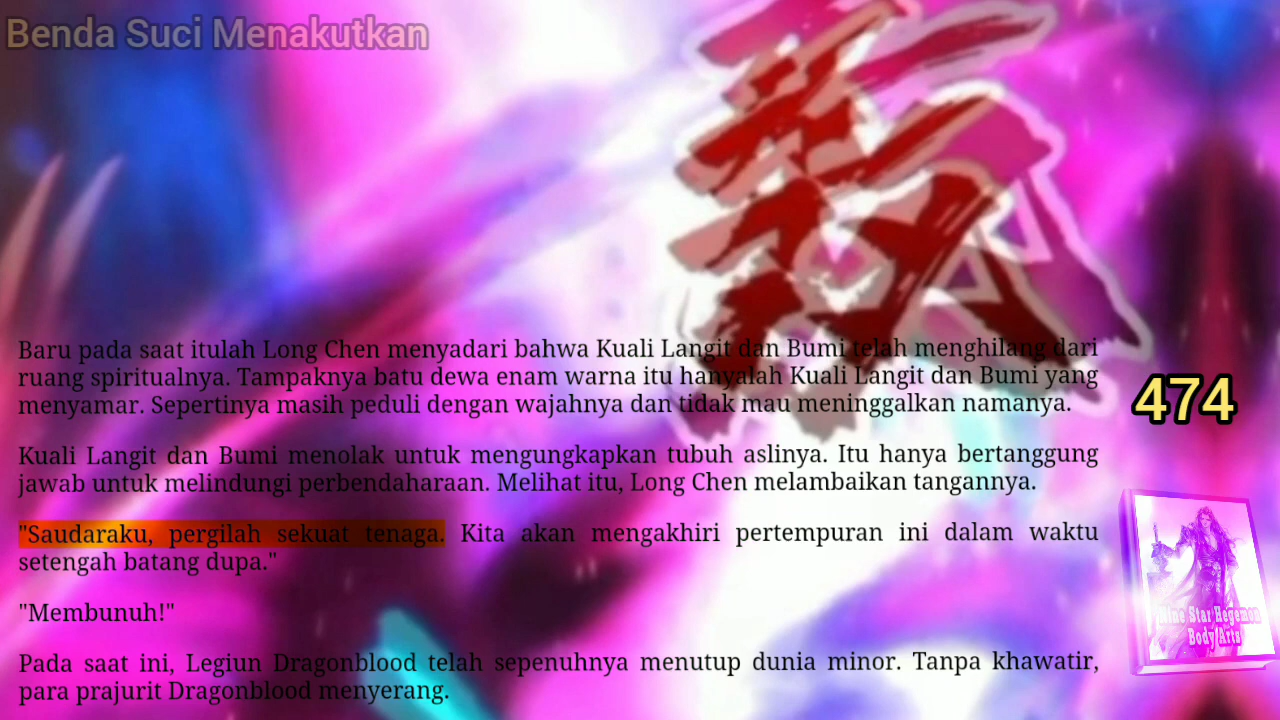 Benda Suci Menakutkan
Baru pada saat itulah Long Chen menyadari bahwa Kuali Langit dan Bumi telah menghilang dari
ruang spiritualnya. Tampaknya batu dewa enam warna itu hanyalah Kuali Langit dan Bumi yang
menyamar. Sepertinya masih peduli dengan wajahnya dan tidak mau meninggalkan namanya.
Kuali Langit dan Bumi menolak untuk mengungkapkan tubuh aslinya. Itu hanya bertanggung
jawab untuk melindungi perbendaharaan. Melihat itu, Long Chen melambaikan tangannya.
"Saudaraku, pergilah sekuat tenaga. Kita akan mengakhiri pertempuran ini dalam waktu
setengah batang dupa."
"Membunuh!"
Pada saat ini, Legiun Dragonblood telah sepenuhnya menutup dunia minor. Tanpa khawatir,
para prajurit Dragonblood menyerang.
474
Nine Star Hegemon
Body Arts